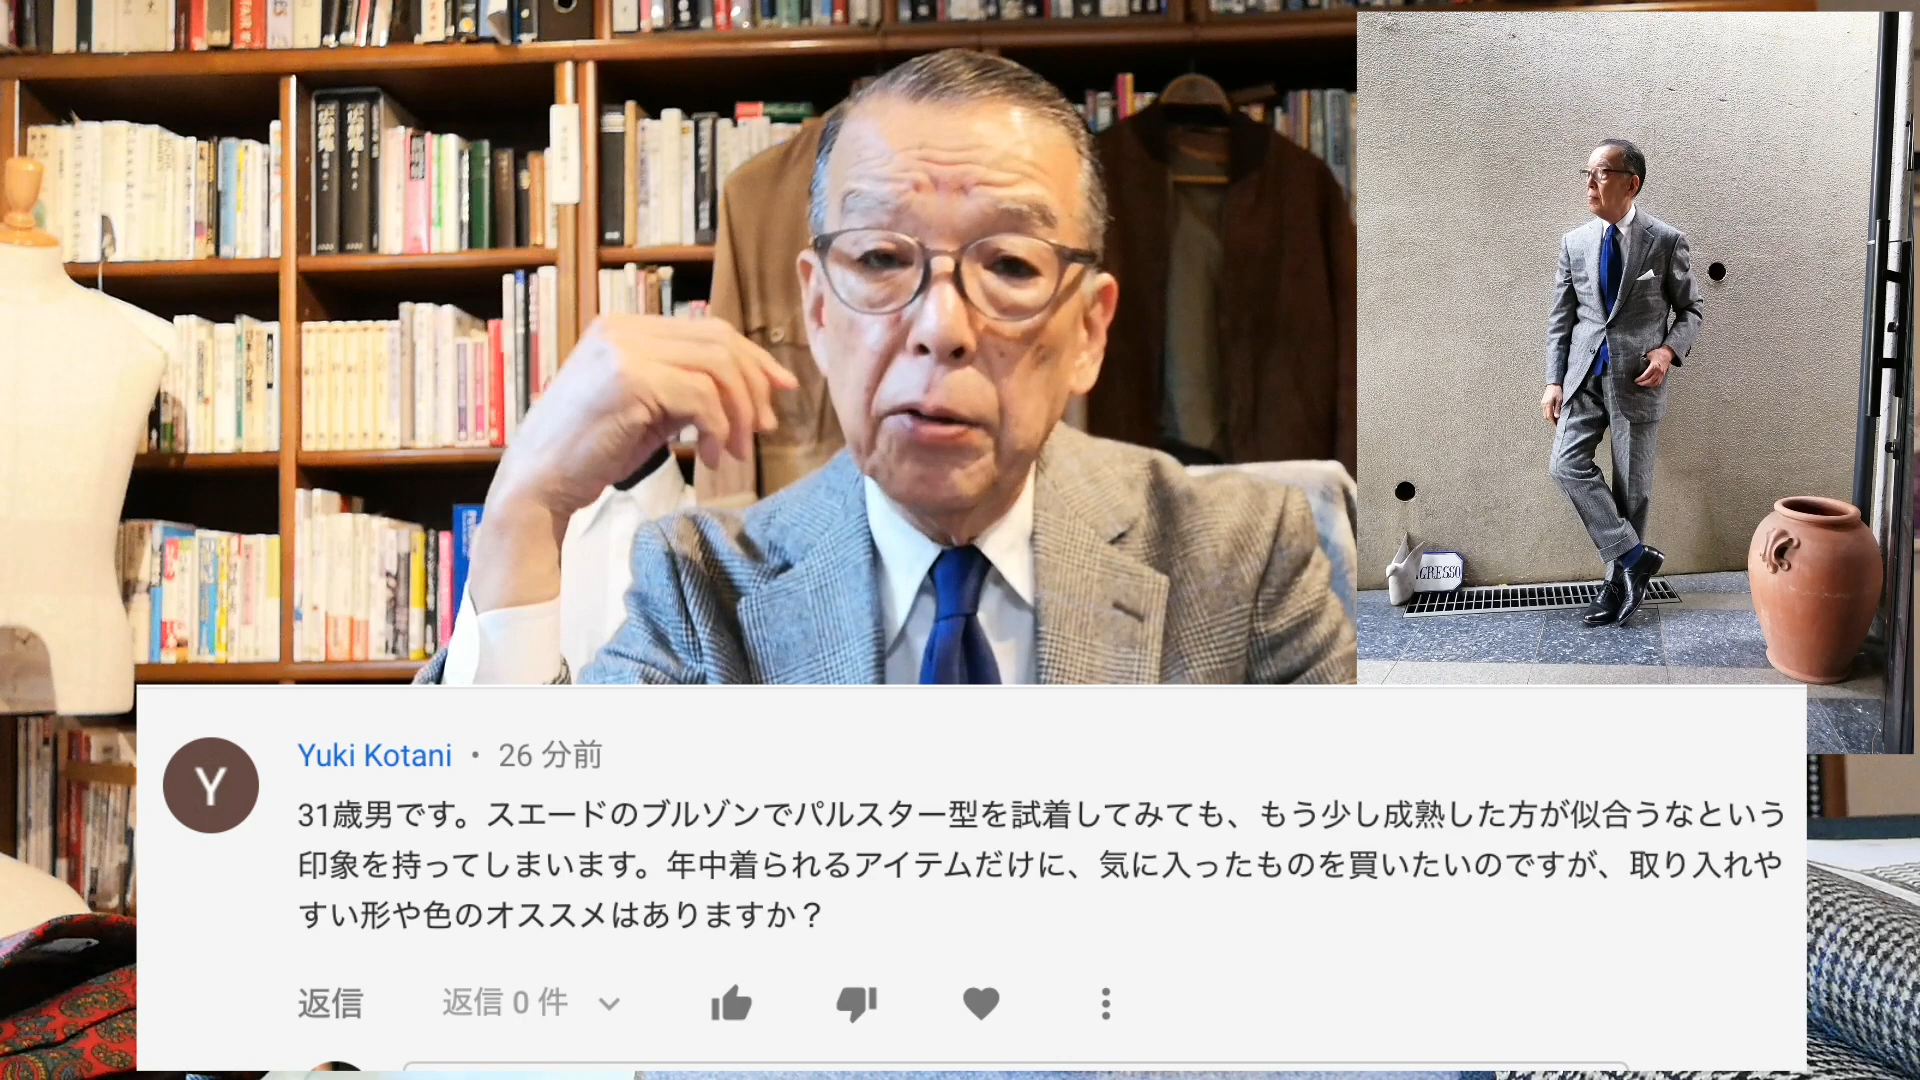 GRESSO
Y
Yuki Kotani • 26 分前
31歳男です。スエードのブルゾンでバルスター型を試着してみても、もう少し成熟した方が似合うなという
印象を持ってしまいます。年中着られるアイテムだけに、気に入ったものを買いたいのですが、取り入れや
すい形や色のオススメはありますか？
返信
返信 0 件